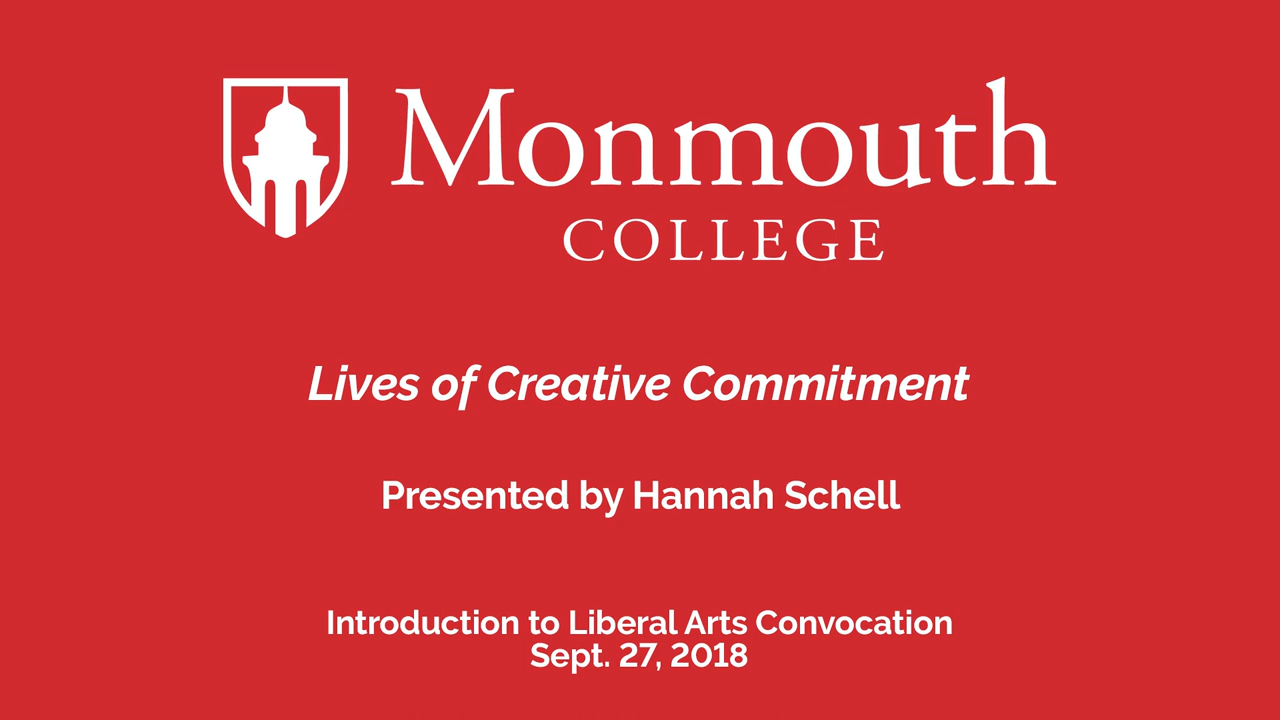 Monmouth
COLLEGE
Lives of Creative Commitment
Presented by Hannah Schell
Introduction to Liberal Arts Convocation
Sept. 27, 2018